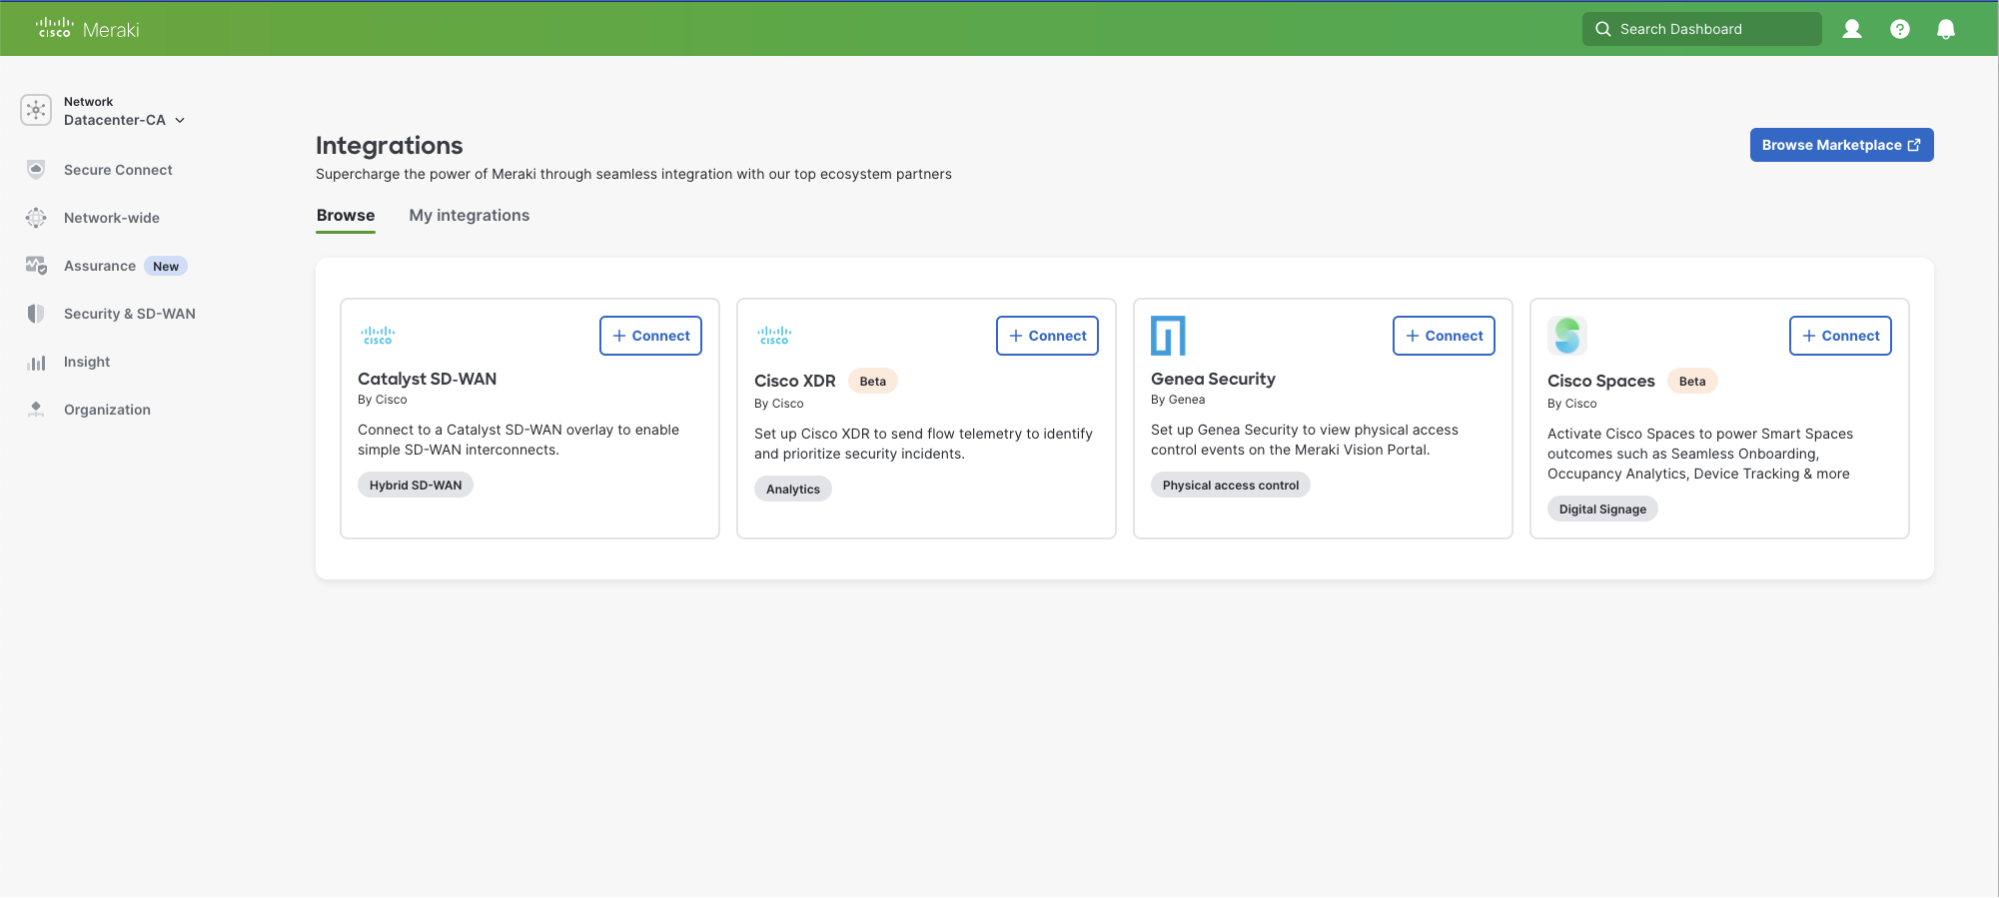 cisco Meraki
Search Dashboard
Network
Datacenter-CA
Secure Connect
Network-wide
Assurance New
Security & SD-WAN
Insight
Organization
Integrations
Supercharge the power of Meraki through seamless integration with our top ecosystem partners
Browse Marketplace
Browse My integrations
cisco
+ Connect
Catalyst SD-WAN
By Cisco
Connect to a Catalyst SD-WAN overlay to enable
simple SD-WAN interconnects.
Hybrid SD-WAN
cisco
+ Connect
Cisco XDR Beta
By Cisco
Set up Cisco XDR to send flow telemetry to identify
and prioritize security incidents.
Analytics
+ Connect
Genea Security
By Genea
Set up Genea Security to view physical access
control events on the Meraki Vision Portal.
Physical access control
+ Connect
Cisco Spaces Beta
By Cisco
Activate Cisco Spaces to power Smart Spaces
outcomes such as Seamless Onboarding,
Occupancy Analytics, Device Tracking & more
Digital Signage